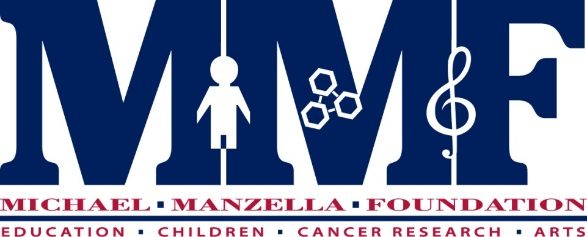 MMF
MICHAEL ▪ MANZELLA ▪ FOUNDATION
EDUCATION ▪ CHILDREN ▪ CANCER RESEARCH ▪ ARTS